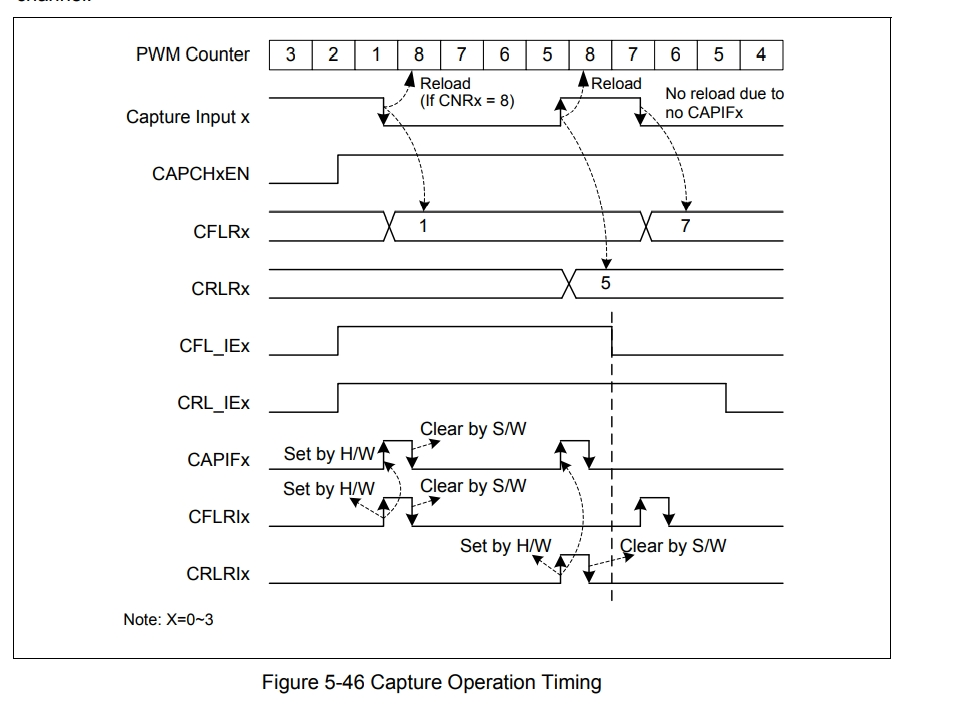 PWM Counter 3 2 1 8 7 6 5 8 7 6 5 4
Reload
(If CNRx = 8)
Reload
No reload due to
no CAPIFx
Capture Input x
CAPCHxEN
CFLRx 1 7
CRLRx 5
CFL_IEx
CRL_IEx
Clear by S/W
CAPIFx Set by H/W
Set by H/W Clear by S/W
CFLRIx
Set by H/W Clear by S/W
CRLRIx
Note: X=0~3
Figure 5-46 Capture Operation Timing